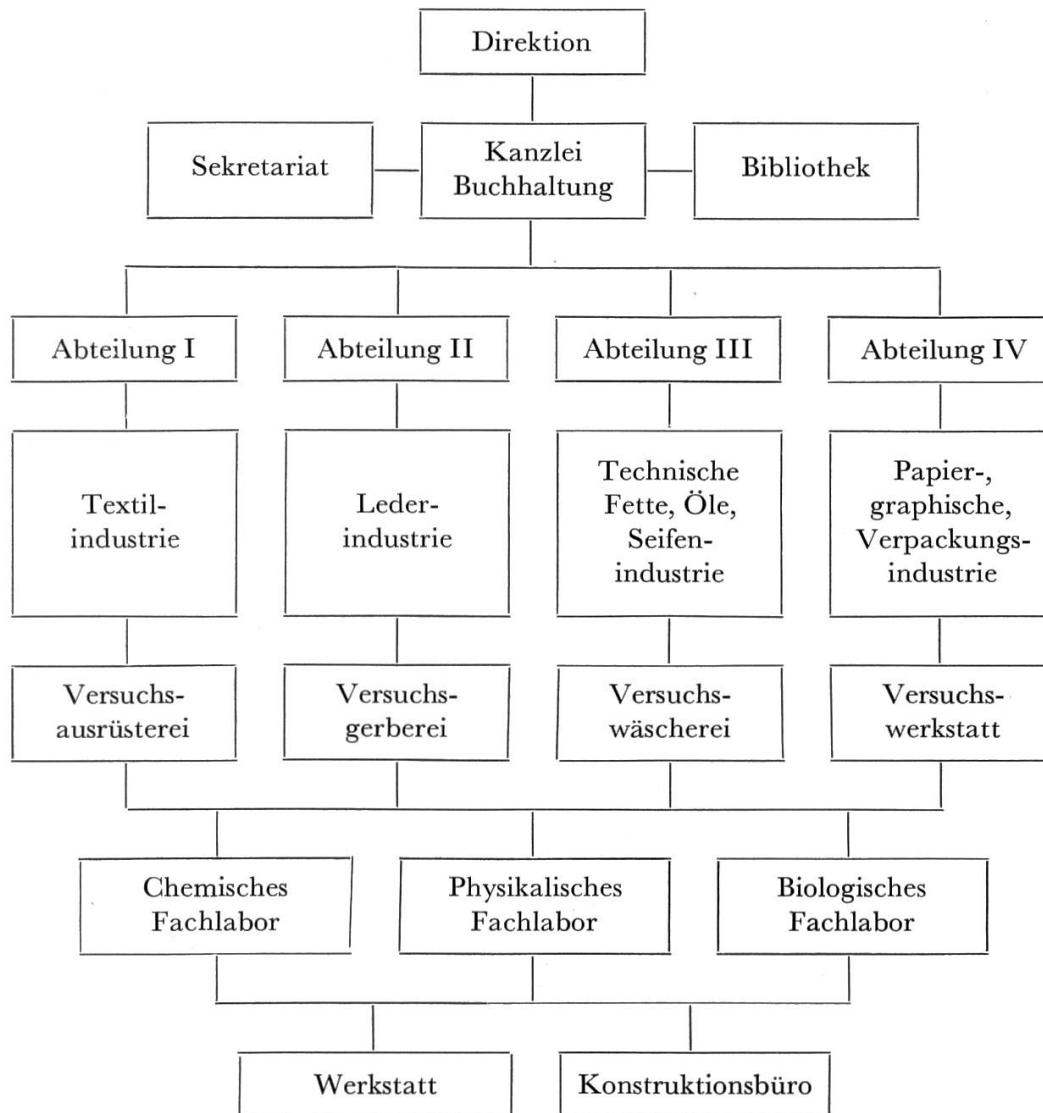 Direktion
Sekretariat
Kanzlei
Buchhaltung
Bibliothek
Abteilung I
Abteilung II
Abteilung III
Abteilung IV
Textil-
industrie
Leder-
industrie
Technische
Fette, Öle,
Seifen-
industrie
Papier-,
graphische,
Verpackungs-
industrie
Versuchs-
ausrüsterei
Versuchs-
gerberei
Versuchs-
wäscherei
Versuchs-
werkstatt
Chemisches
Fachlabor
Physikalisches
Fachlabor
Biologisches
Fachlabor
Werkstatt
Konstruktionsbüro